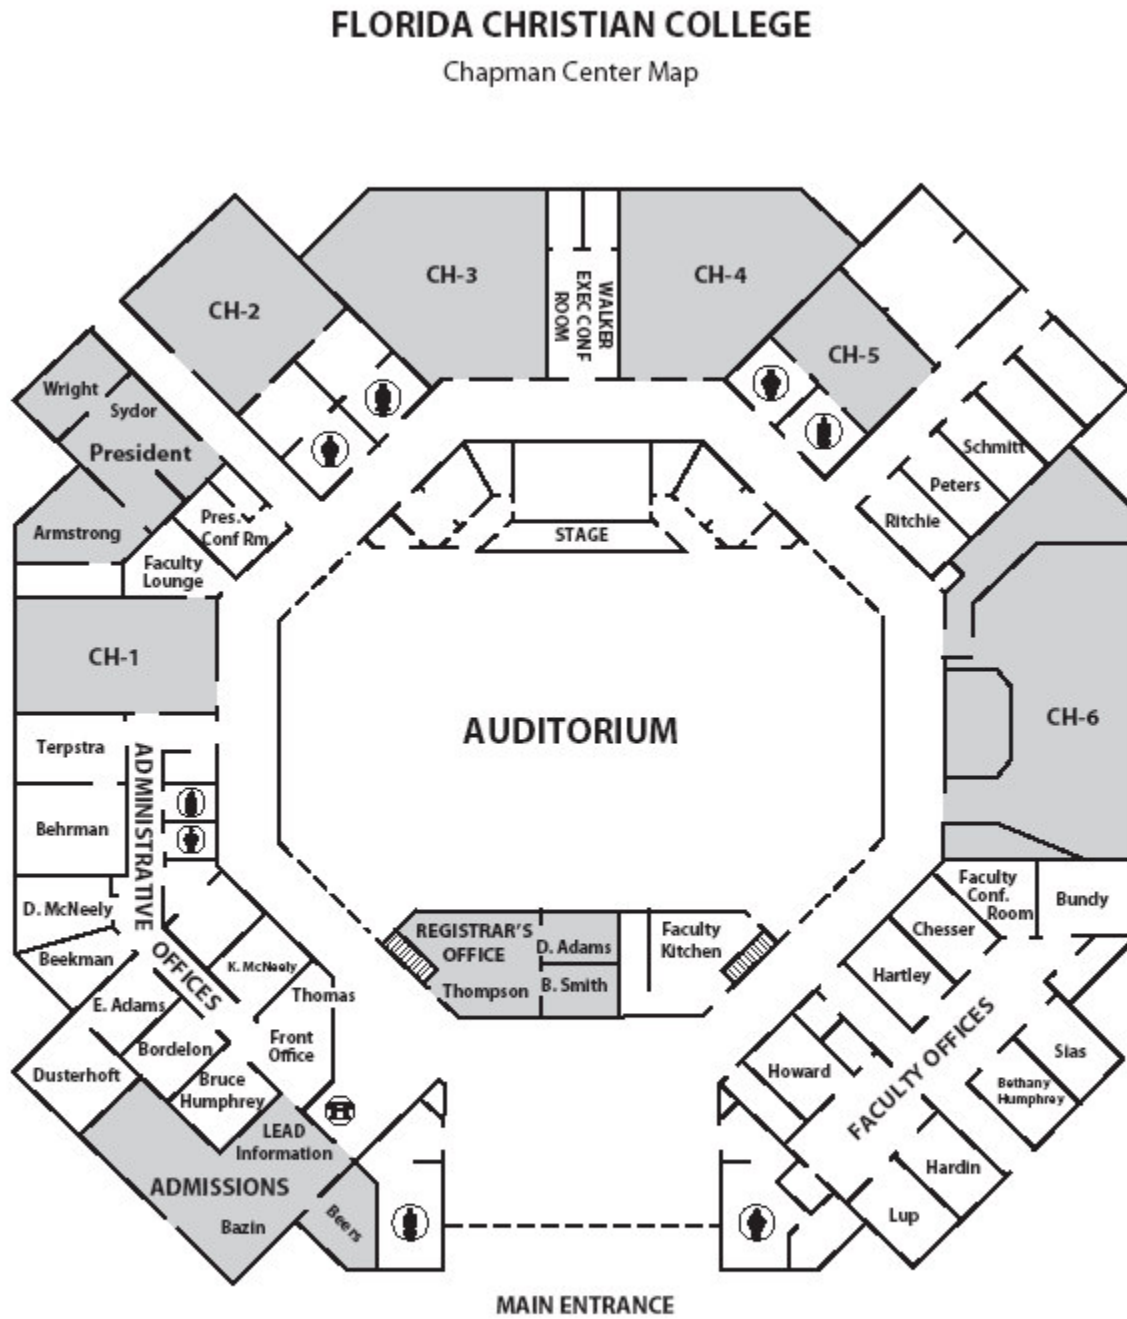 FLORIDA CHRISTIAN COLLEGE
Chapman Center Map
CH-3
CH-4
CH-2
WALKER
EXEC CONF
ROOM
CH-5
Wright
Sydor
President
Armstrong
Pres.
Conf Rm.
Faculty
Lounge
Schmitt
Peters
Ritchie
STAGE
CH-1
AUDITORIUM
CH-6
Terpstra
Behrman
D. McNeely
Beekman
ADMINISTRATIVE
OFFICES
K. McNeely
Thomas
E. Adams
Bordelon
Front
Office
Dusterhoft
Bruce
Humphrey
LEAD
Information
ADMISSIONS
Bazin
Beers
REGISTRAR'S
OFFICE
Thompson
D. Adams
B. Smith
Faculty
Kitchen
Faculty
Conf.
Room
Bundy
Chesser
Hartley
Howard
FACULTY OFFICES
Sias
Bethany
Humphrey
Hardin
Lup
MAIN ENTRANCE